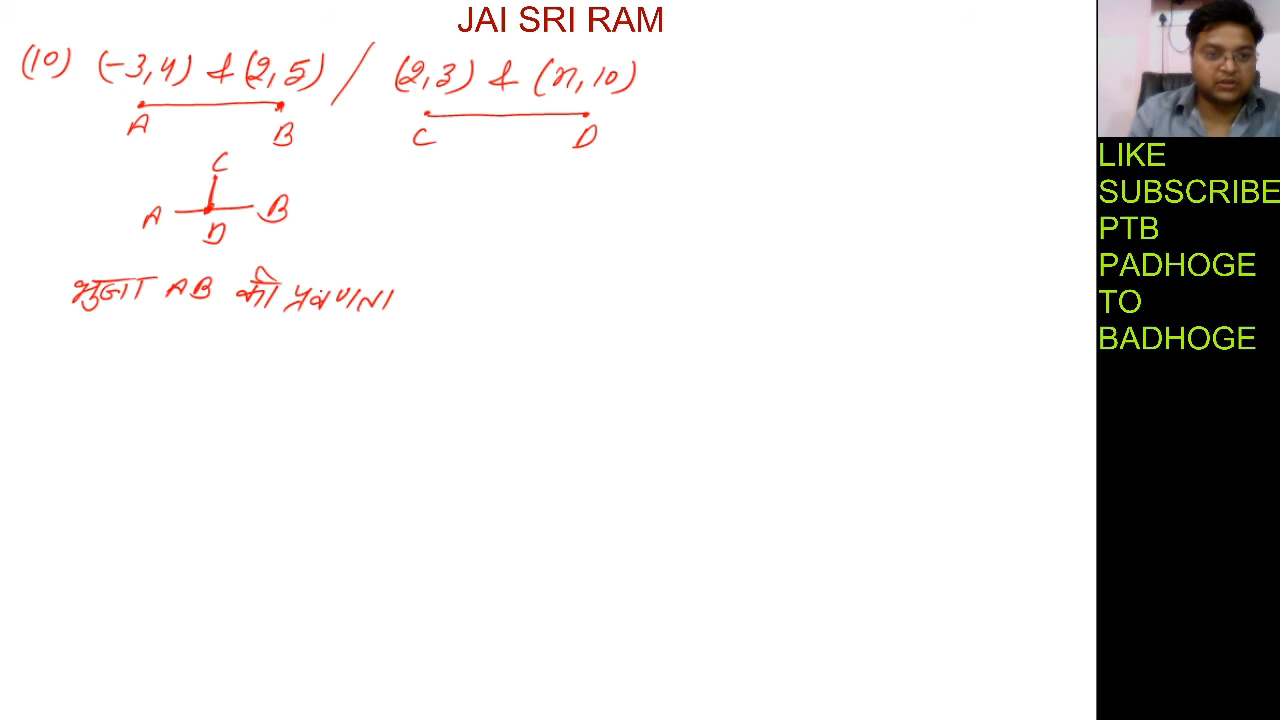 JAI SRI RAM
(10) (-3,4) & (2,5) / (2,3) & (x,10)
A B C D
C
A B
D
भुजा AB की प्रवणता
LIKE
SUBSCRIBE
PTB
PADHOGE
TO
BADHOGE